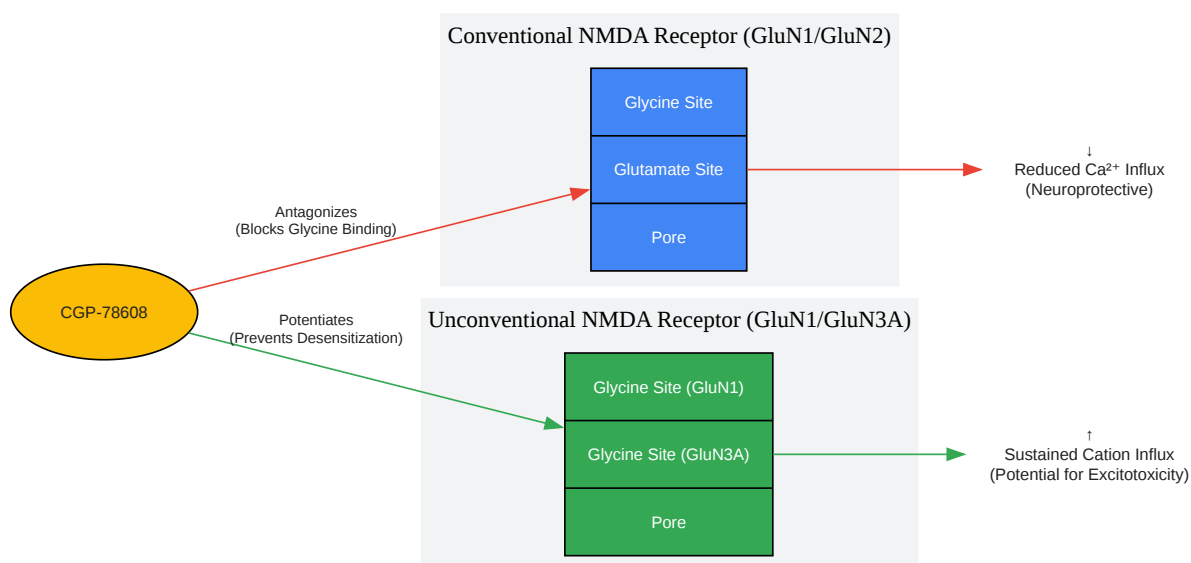 Conventional NMDA Receptor (GluN1/GluN2)
Glycine Site
Glutamate Site
Pore
↓
Reduced Ca²⁺ Influx
(Neuroprotective)
Antagonizes
(Blocks Glycine Binding)
CGP-78608
Potentiates
(Prevents Desensitization)
Unconventional NMDA Receptor (GluN1/GluN3A)
Glycine Site (GluN1)
Glycine Site (GluN3A)
Pore
↑
Sustained Cation Influx
(Potential for Excitotoxicity)